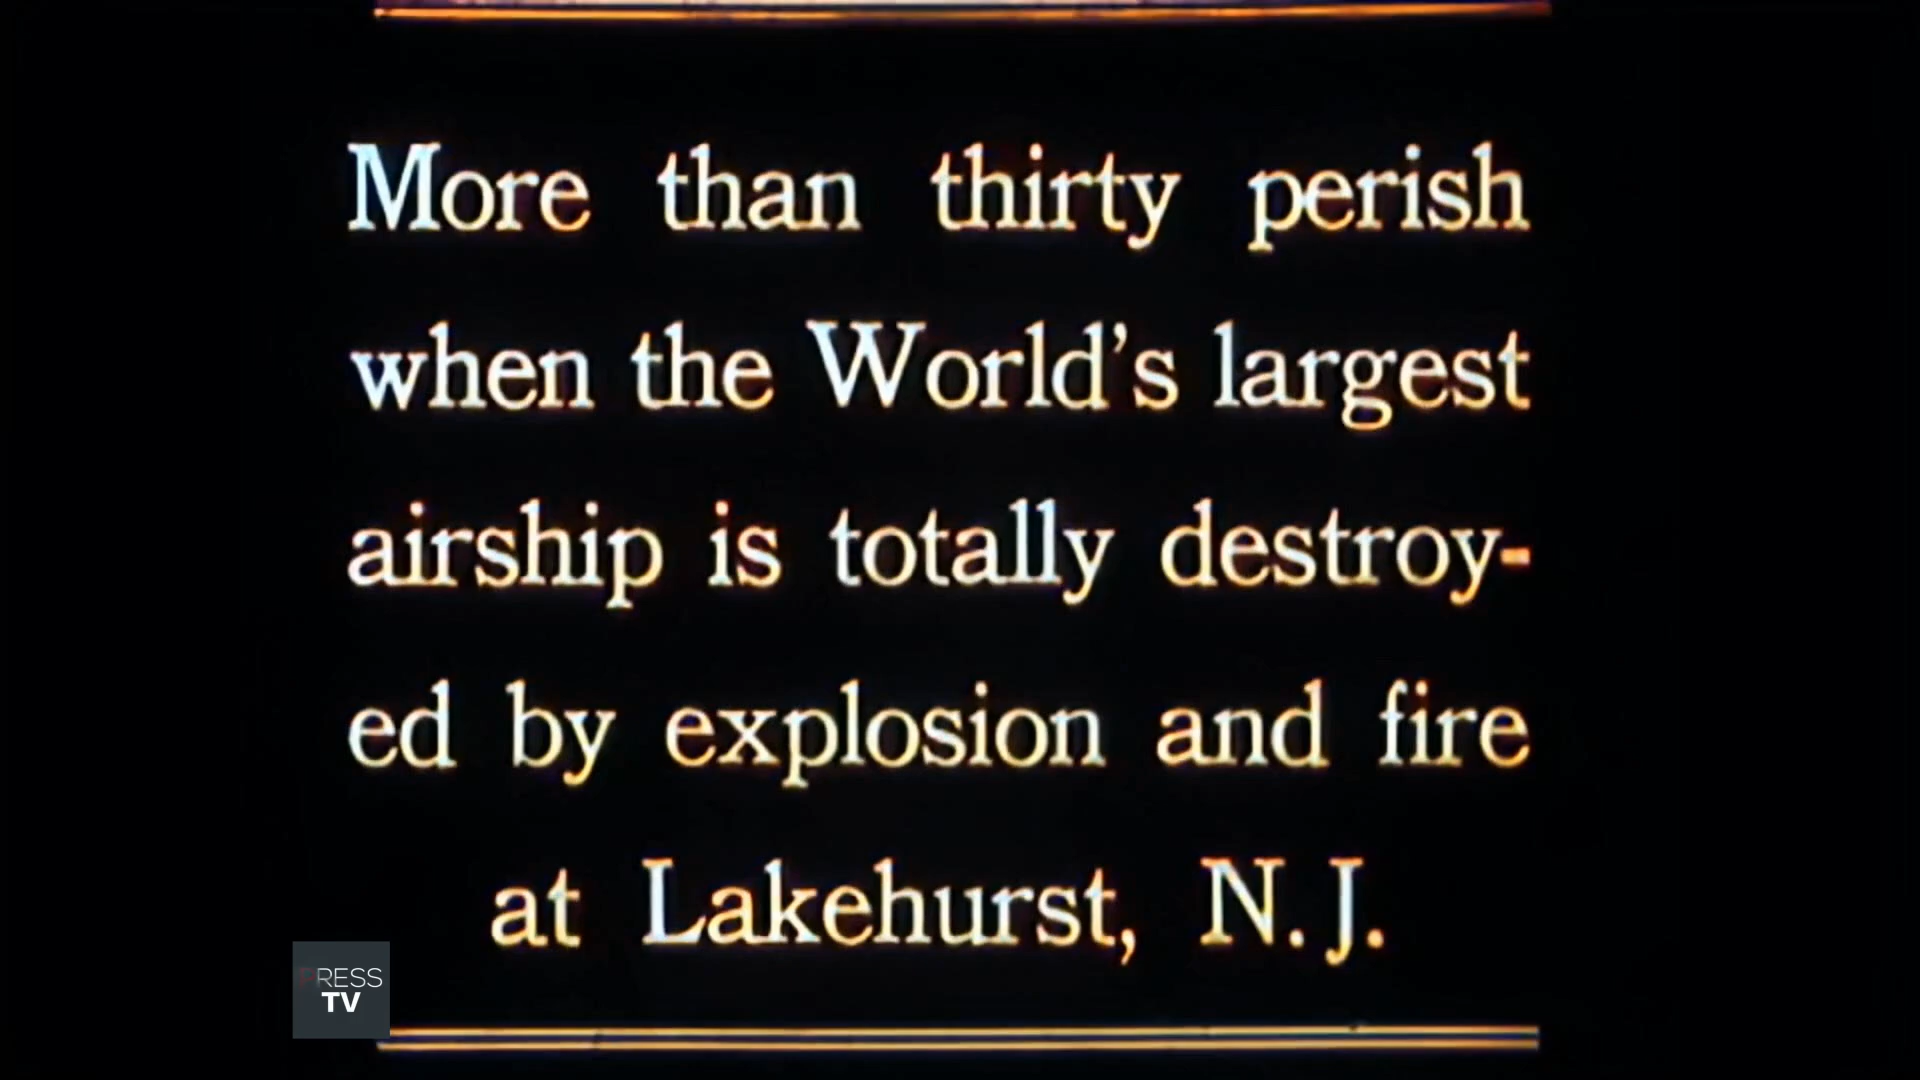 More than thirty perish
when the World's largest
airship is totally destroy-
ed by explosion and fire
at Lakehurst, N.J.
PRESS
TV